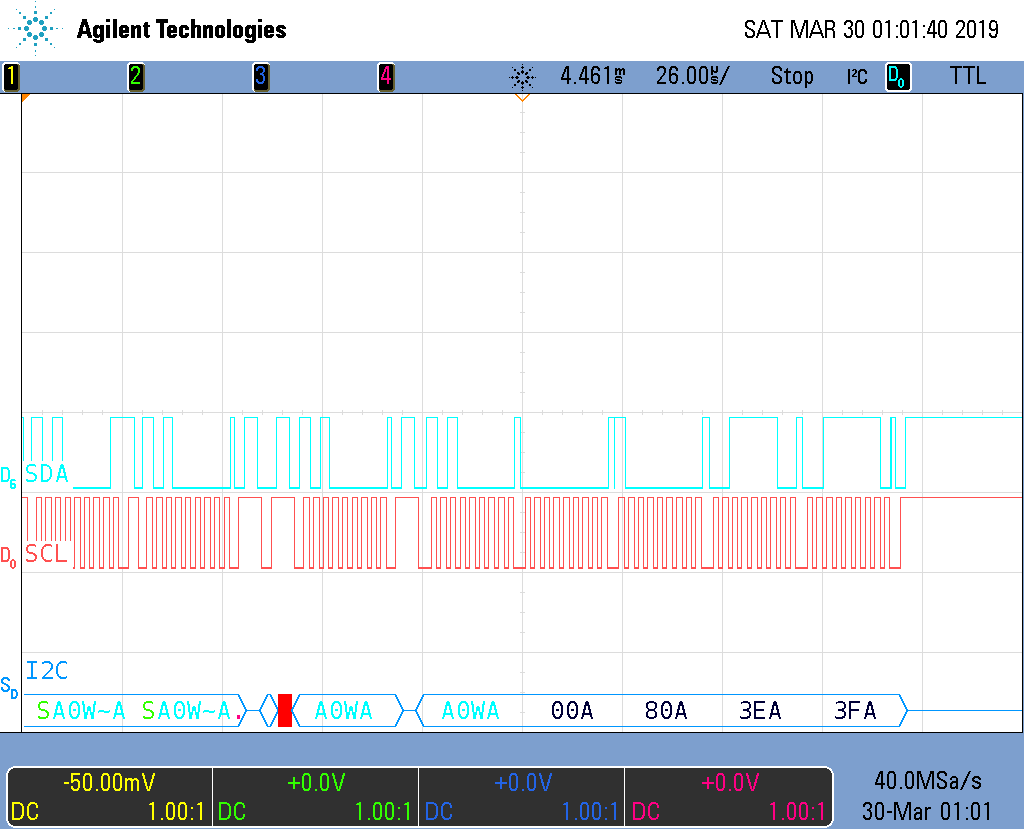 Agilent Technologies SAT MAR 30 01:01:40 2019
1 2 3 4 4.461ms 26.00us/ Stop I²C D0 TTL
D6 SDA
D0 SCL
I2C
SD SA0W~A SA0W~A. A0WA A0WA 00A 80A 3EA 3FA
-50.00mV +0.0V +0.0V +0.0V 40.0MSa/s
DC 1.00:1 DC 1.00:1 DC 1.00:1 DC 1.00:1 30-Mar 01:01